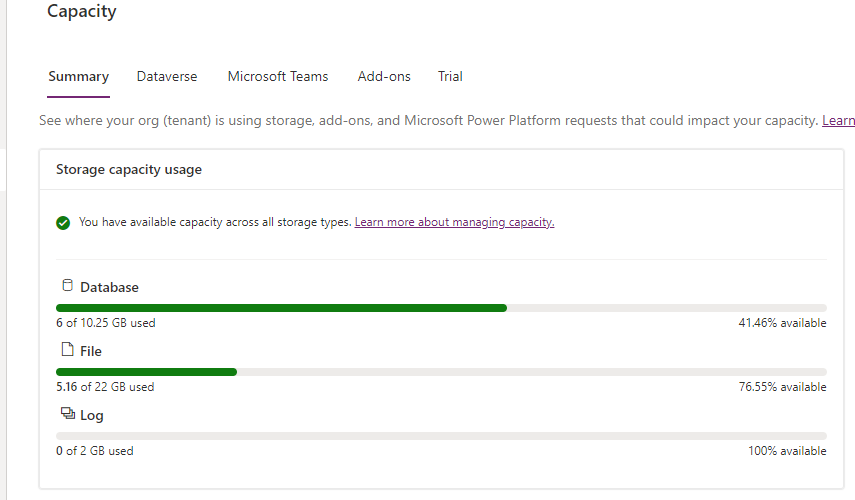 Capacity
Summary Dataverse Microsoft Teams Add-ons Trial
See where your org (tenant) is using storage, add-ons, and Microsoft Power Platform requests that could impact your capacity. Learn
Storage capacity usage
You have available capacity across all storage types. Learn more about managing capacity.
Database
6 of 10.25 GB used 41.46% available
File
5.16 of 22 GB used 76.55% available
Log
0 of 2 GB used 100% available